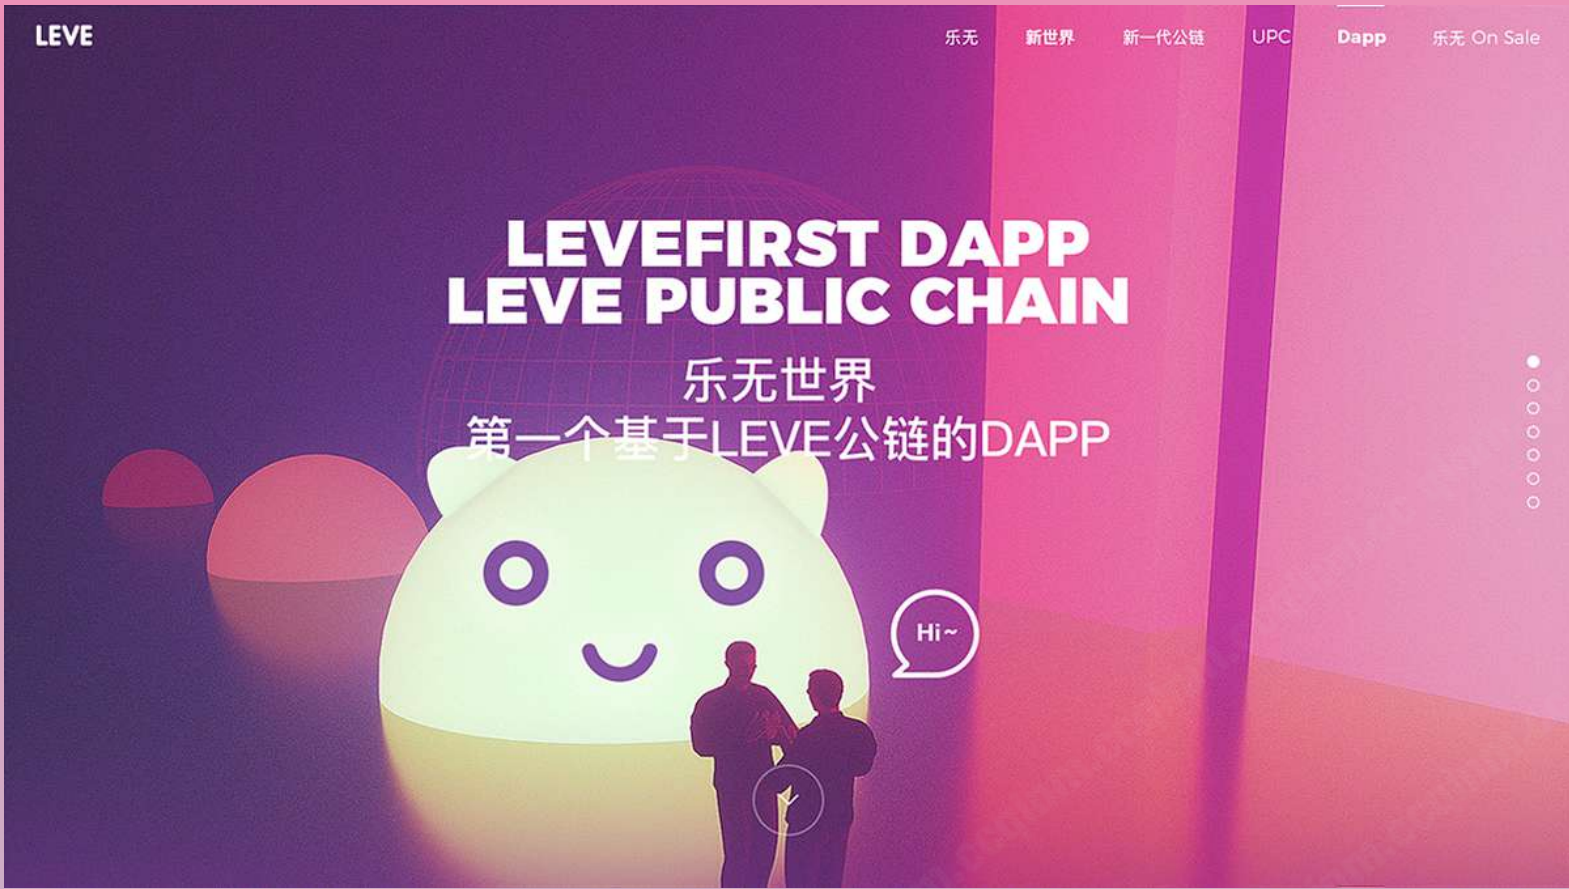 LEVE
乐无
新世界
新一代公链
UPC
Dapp
乐无 On Sale
LEVEFIRST DAPP
LEVE PUBLIC CHAIN
乐无世界
第一个基于LEVE公链的DAPP
Hi~